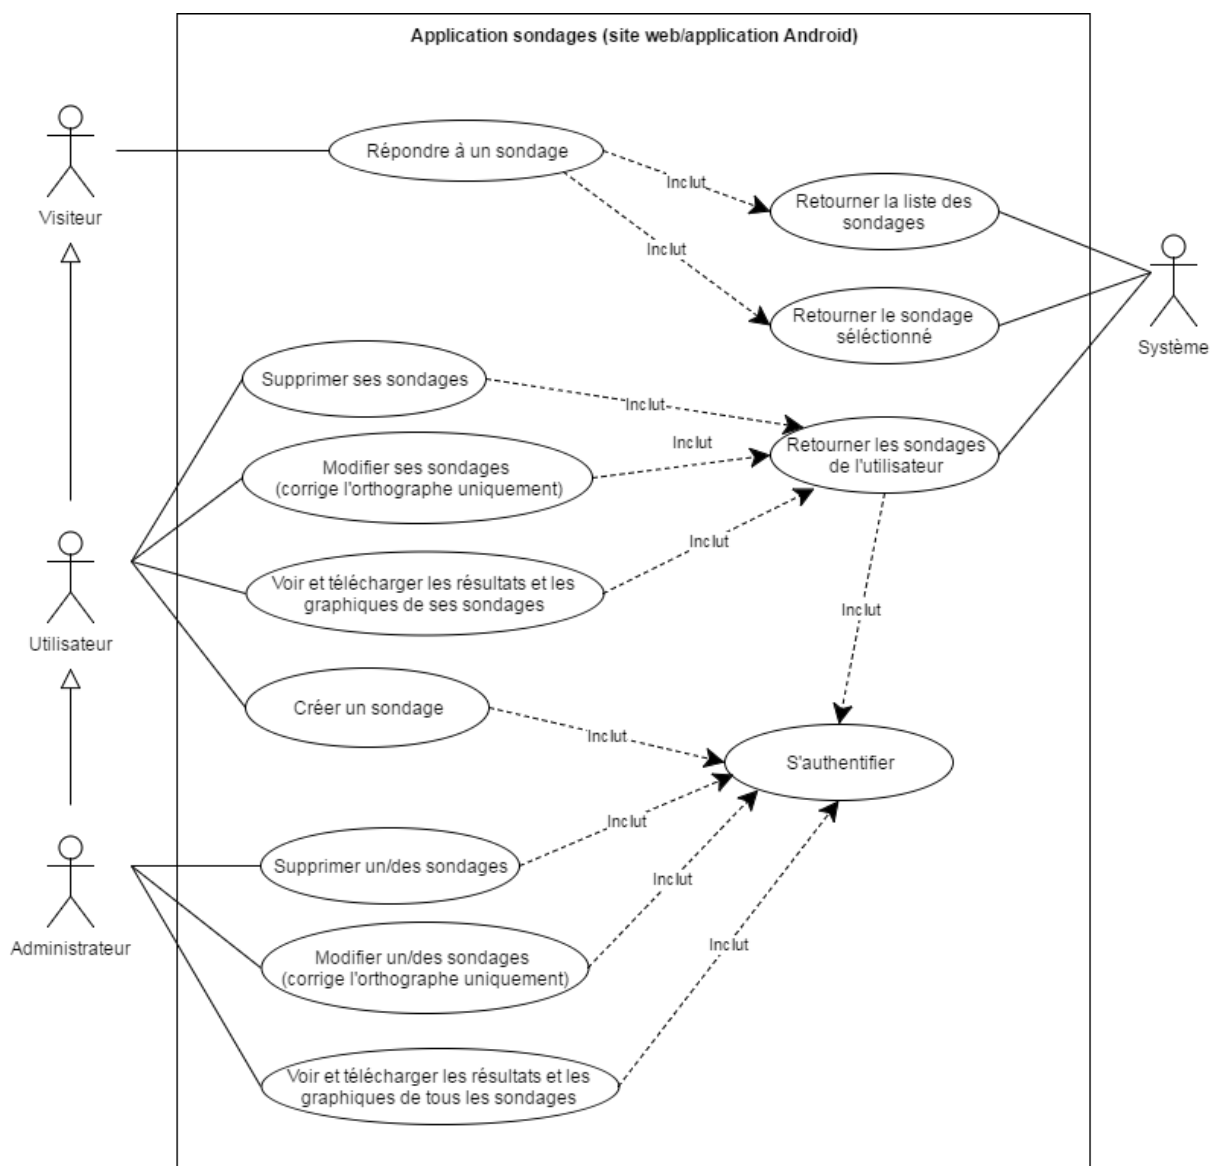 Application sondages (site web/application Android)
Visiteur
Répondre à un sondage
Inclut
Inclut
Retourner la liste des
sondages
Retourner le sondage
séléctionné
Système
Supprimer ses sondages
Inclut
Modifier ses sondages
(corrige l'orthographe uniquement)
Inclut
Retourner les sondages
de l'utilisateur
Utilisateur
Voir et télécharger les résultats et les
graphiques de ses sondages
Inclut
Inclut
Créer un sondage
Inclut
S'authentifier
Administrateur
Supprimer un/des sondages
Inclut
Modifier un/des sondages
(corrige l'orthographe uniquement)
Inclut
Voir et télécharger les résultats et les
graphiques de tous les sondages
Inclut